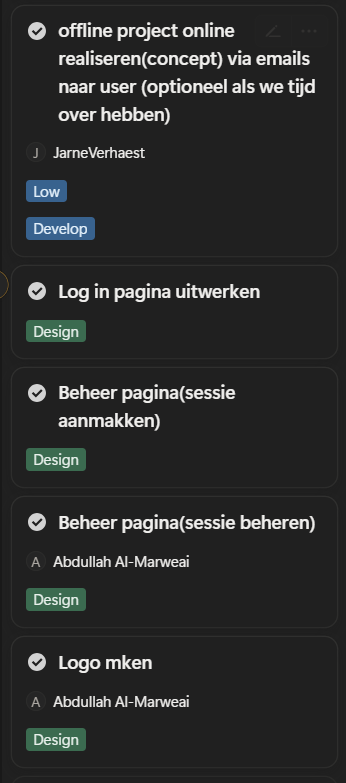 offline project online
realiseren(concept) via emails
naar user (optioneel als we tijd
over hebben)
J JarneVerhaest
Low
Develop
Log in pagina uitwerken
Design
Beheer pagina(sessie
aanmakken)
Design
Beheer pagina(sessie beheren)
A Abdullah Al-Marweai
Design
Logo mken
A Abdullah Al-Marweai
Design